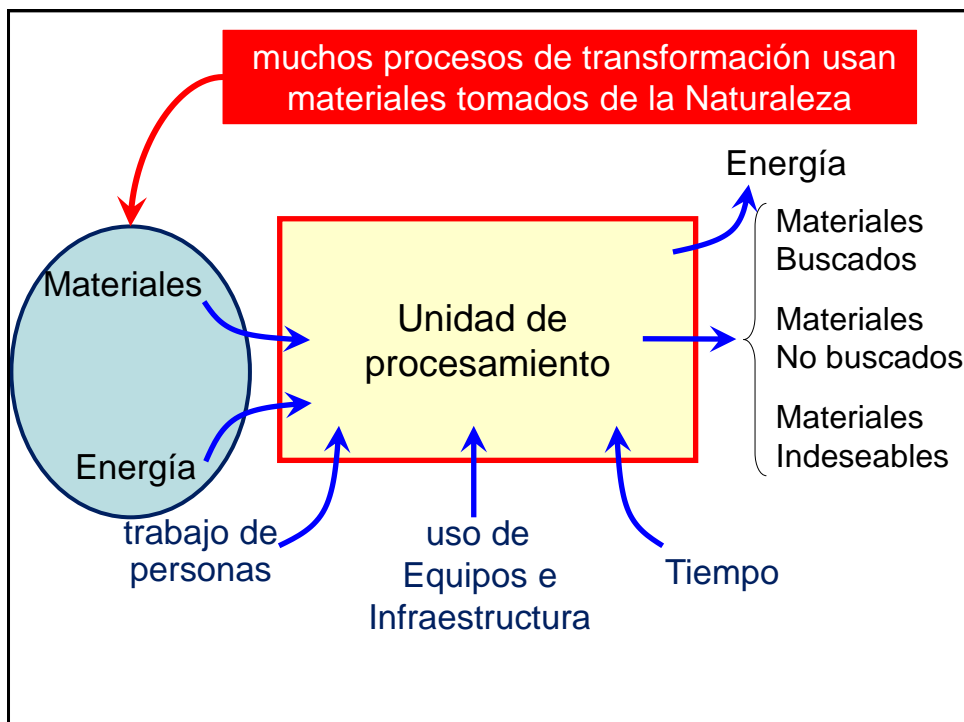 muchos procesos de transformación usan
materiales tomados de la Naturaleza
Energía
Materiales
Buscados
Materiales
No buscados
Materiales
Indeseables
Materiales
Energía
Unidad de
procesamiento
trabajo de
personas
uso de
Equipos e
Infraestructura
Tiempo